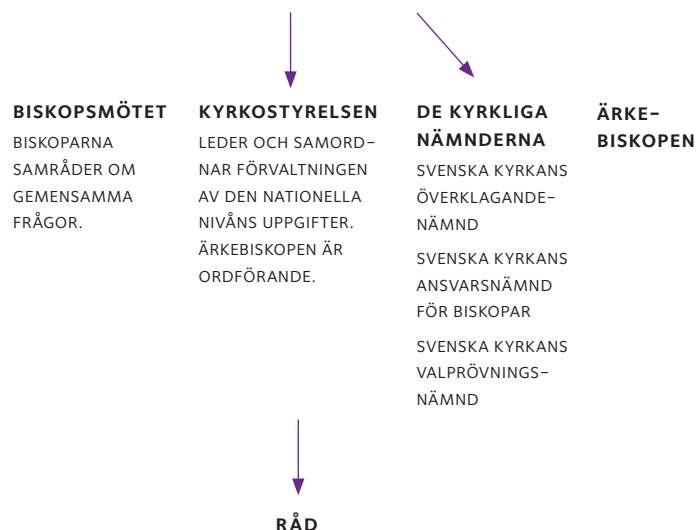 BISKOPSMÖTET
BISKOPARNA
SAMRÅDER OM
GEMENSAMMA
FRÅGOR.
KYRKOSTYRELSEN
LEDER OCH SAMORD–
NAR FÖRVALTNINGEN
AV DEN NATIONELLA
NIVÅNS UPPGIFTER.
ÄRKEBISKOPEN ÄR
ORDFÖRANDE.
DE KYRKLIGA
NÄMNDERNA
SVENSKA KYRKANS
ÖVERKLAGANDE–
NÄMND
SVENSKA KYRKANS
ANSVARSNÄMND
FÖR BISKOPAR
SVENSKA KYRKANS
VALPRÖVNINGS–
NÄMND
ÄRKE–
BISKOPEN
RÅD